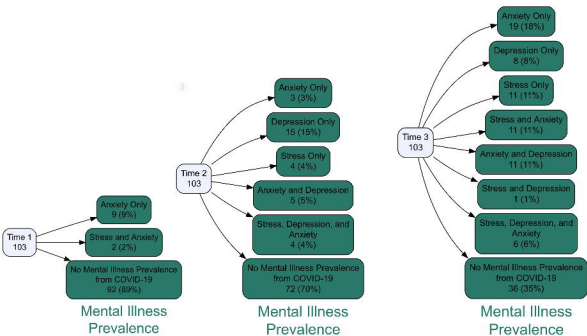 Time 1
103
Anxiety Only
9 (9%)
Stress and Anxiety
2 (2%)
No Mental Illness Prevalence
from COVID-19
92 (89%)
Mental Illness
Prevalence
Time 2
103
Anxiety Only
3 (3%)
Depression Only
15 (15%)
Stress Only
4 (4%)
Anxiety and Depression
5 (5%)
Stress, Depression, and
Anxiety
4 (4%)
No Mental Illness Prevalence
from COVID-19
72 (70%)
Mental Illness
Prevalence
Time 3
103
Anxiety Only
19 (18%)
Depression Only
8 (8%)
Stress Only
11 (11%)
Stress and Anxiety
11 (11%)
Anxiety and Depression
11 (11%)
Stress and Depression
1 (1%)
Stress, Depression, and
Anxiety
6 (6%)
No Mental Illness Prevalence
from COVID-19
36 (35%)
Mental Illness
Prevalence